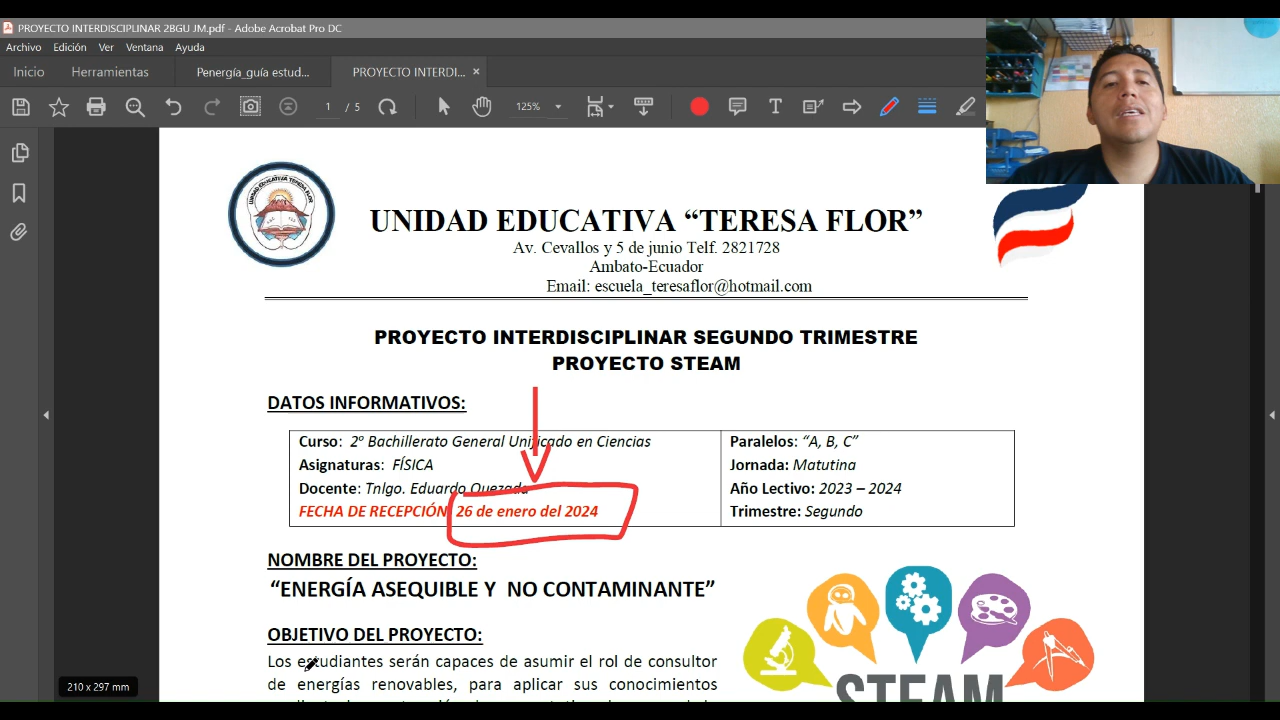 PROYECTO INTERDISCIPLINAR 2BGU JM.pdf - Adobe Acrobat Pro DC
Archivo Edición Ver Ventana Ayuda
Inicio Herramientas Penergía_guía estud... PROYECTO INTERDI... ×
1 / 5 125%
UNIDAD EDUCATIVA TERESA FLOR
UNIDAD EDUCATIVA “TERESA FLOR”
Av. Cevallos y 5 de junio Telf. 2821728
Ambato-Ecuador
Email: escuela_teresaflor@hotmail.com
PROYECTO INTERDISCIPLINAR SEGUNDO TRIMESTRE
PROYECTO STEAM
DATOS INFORMATIVOS:
Curso: 2º Bachillerato General Unificado en Ciencias
Asignaturas: FÍSICA
Docente: Tnlgo. Eduardo Quezada
FECHA DE RECEPCIÓN 26 de enero del 2024
Paralelos: “A, B, C”
Jornada: Matutina
Año Lectivo: 2023 – 2024
Trimestre: Segundo
NOMBRE DEL PROYECTO:
“ENERGÍA ASEQUIBLE Y NO CONTAMINANTE”
OBJETIVO DEL PROYECTO:
Los estudiantes serán capaces de asumir el rol de consultor
de energías renovables, para aplicar sus conocimientos
STEAM
210 x 297 mm